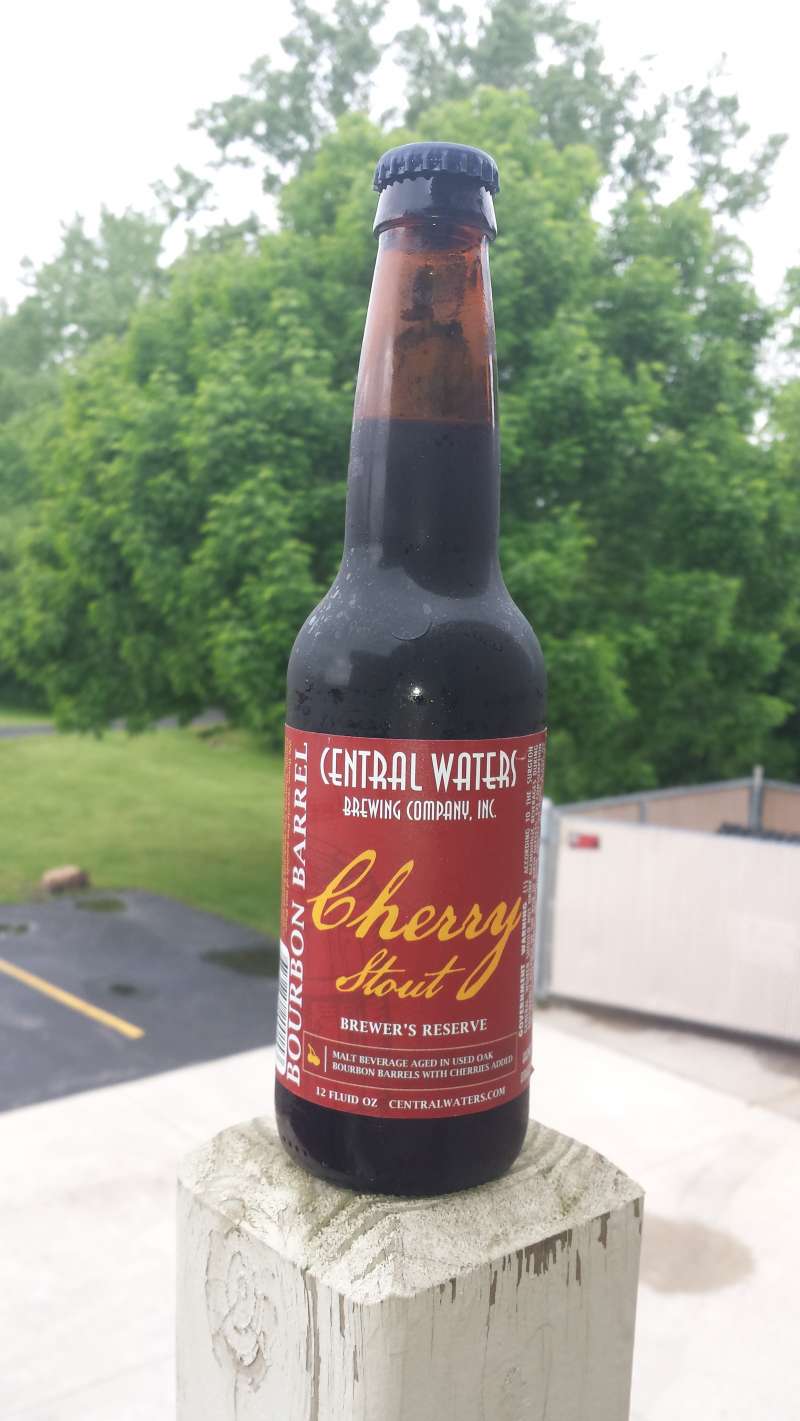 CENTRAL WATERS
BREWING COMPANY, INC.
BOURBON BARREL
Cherry
Stout
BREWER'S RESERVE
MALT BEVERAGE AGED IN USED OAK
BOURBON BARRELS WITH CHERRIES ADDED
12 FLUID OZ CENTRALWATERS.COM
GOVERNMENT WARNING (1) ACCORDING TO THE SURGEON